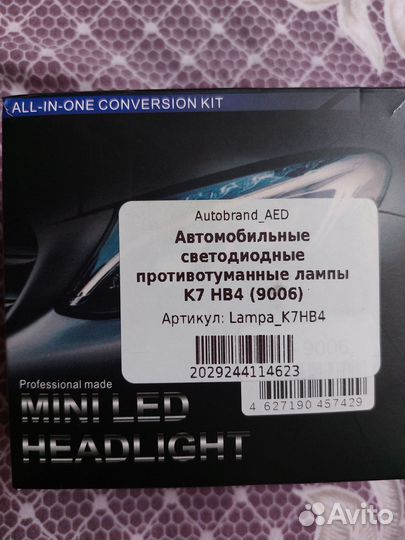 ALL-IN-ONE CONVERSION KIT
Autobrand_AED
Автомобильные
светодиодные
противотуманные лампы
K7 HB4 (9006)
Артикул: Lampa_K7HB4
2029244114623
4 627190 457429
Professional made
MINI LED
HEADLIGHT
Avito